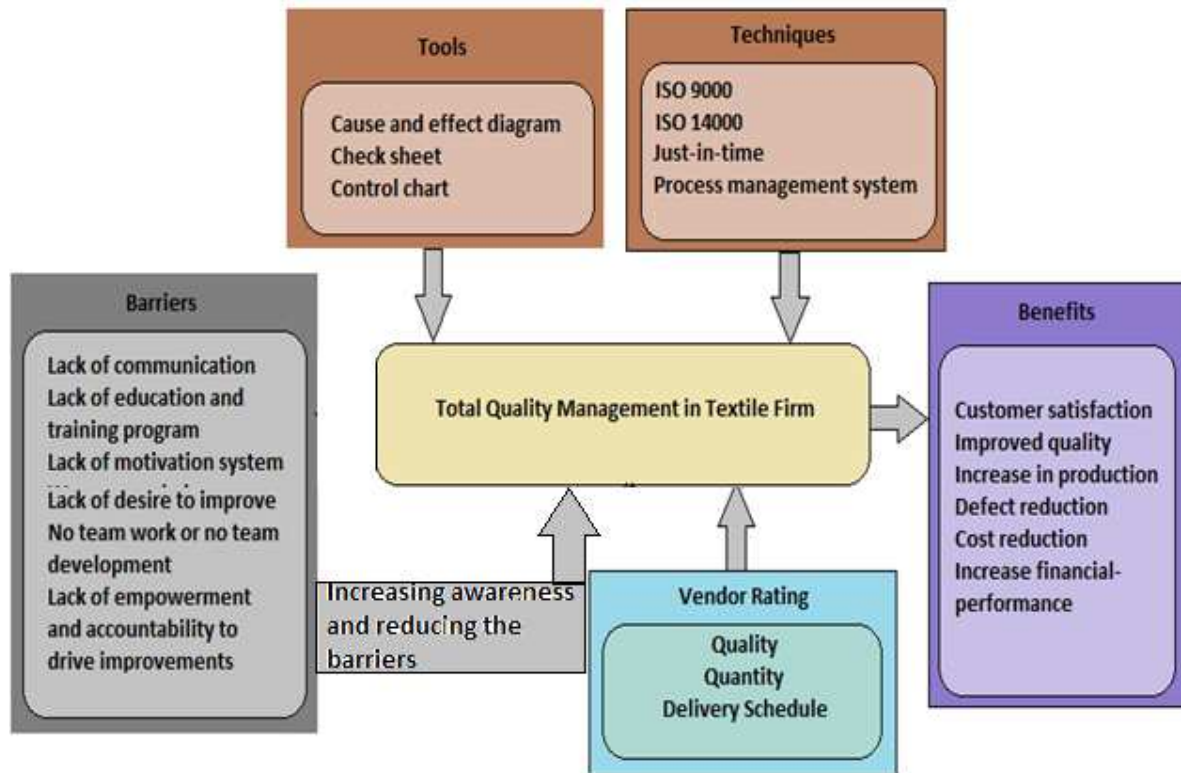 Tools
Cause and effect diagram
Check sheet
Control chart
Techniques
ISO 9000
ISO 14000
Just-in-time
Process management system
Barriers
Lack of communication
Lack of education and
training program
Lack of motivation system
Lack of desire to improve
No team work or no team
development
Lack of empowerment
and accountability to
drive improvements
Total Quality Management in Textile Firm
Increasing awareness
and reducing the
barriers
Vendor Rating
Quality
Quantity
Delivery Schedule
Benefits
Customer satisfaction
Improved quality
Increase in production
Defect reduction
Cost reduction
Increase financial-
performance